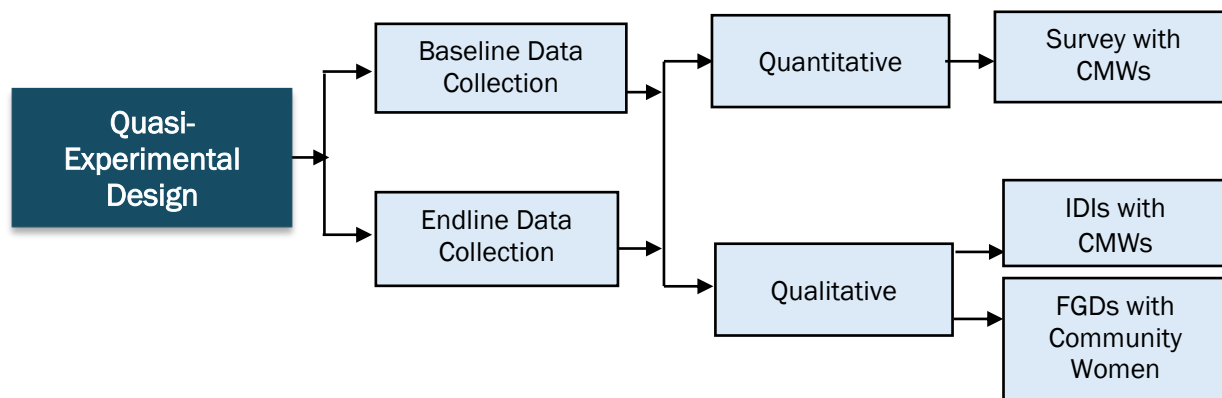 Quasi-
Experimental
Design
Baseline Data
Collection
Endline Data
Collection
Quantitative
Qualitative
Survey with
CMWs
IDIs with
CMWs
FGDs with
Community
Women